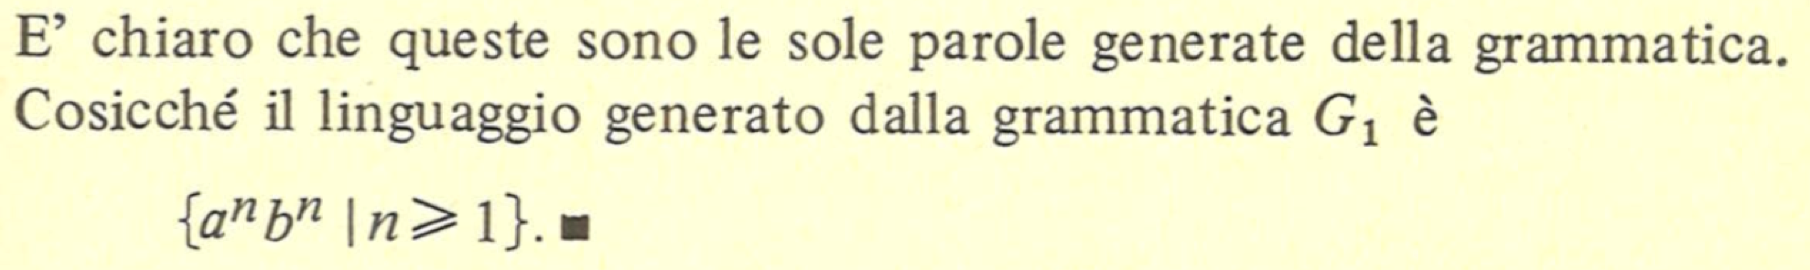 E’ chiaro che queste sono le sole parole generate della grammatica.
Cosicché il linguaggio generato dalla grammatica G₁ è
{aⁿbⁿ | n ⩾ 1}. ■